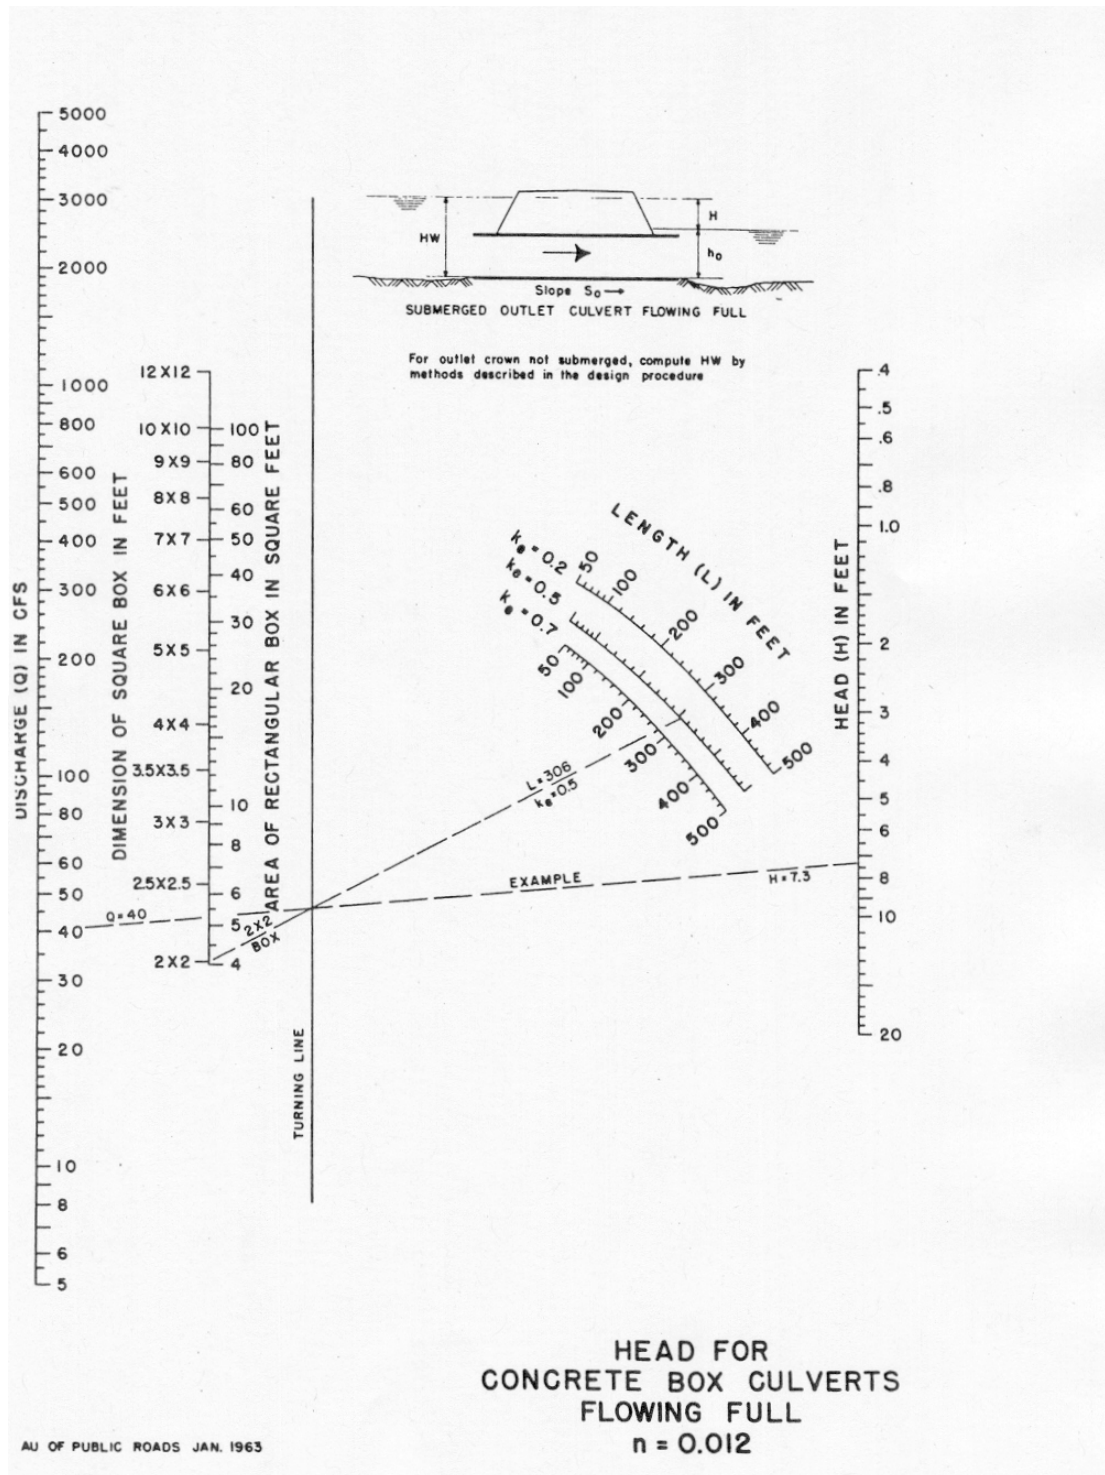 5000
4000
3000
2000
1000
800
600
500
400
300
200
100
80
60
50
40
30
20
10
8
6
5
DISCHARGE (Q) IN CFS
12X12
10X10
9X9
8X8
7X7
6X6
5X5
4X4
3.5X3.5
3X3
2.5X2.5
2X2
DIMENSION OF SQUARE BOX IN FEET
100
80
60
50
40
30
20
10
8
6
5
4
AREA OF RECTANGULAR BOX IN SQUARE FEET
TURNING LINE
HW
H
ho
Slope So
SUBMERGED OUTLET CULVERT FLOWING FULL
For outlet crown not submerged, compute HW by
methods described in the design procedure
LENGTH (L) IN FEET
ke = 0.2
ke = 0.5
ke = 0.7
50
100
200
300
400
500
50
100
200
300
400
500
L=306
ke=0.5
Q=40
2X2
BOX
EXAMPLE
H=7.3
HEAD (H) IN FEET
.4
.5
.6
.8
1.0
2
3
4
5
6
8
10
20
HEAD FOR
CONCRETE BOX CULVERTS
FLOWING FULL
n = 0.012
AU OF PUBLIC ROADS JAN. 1963